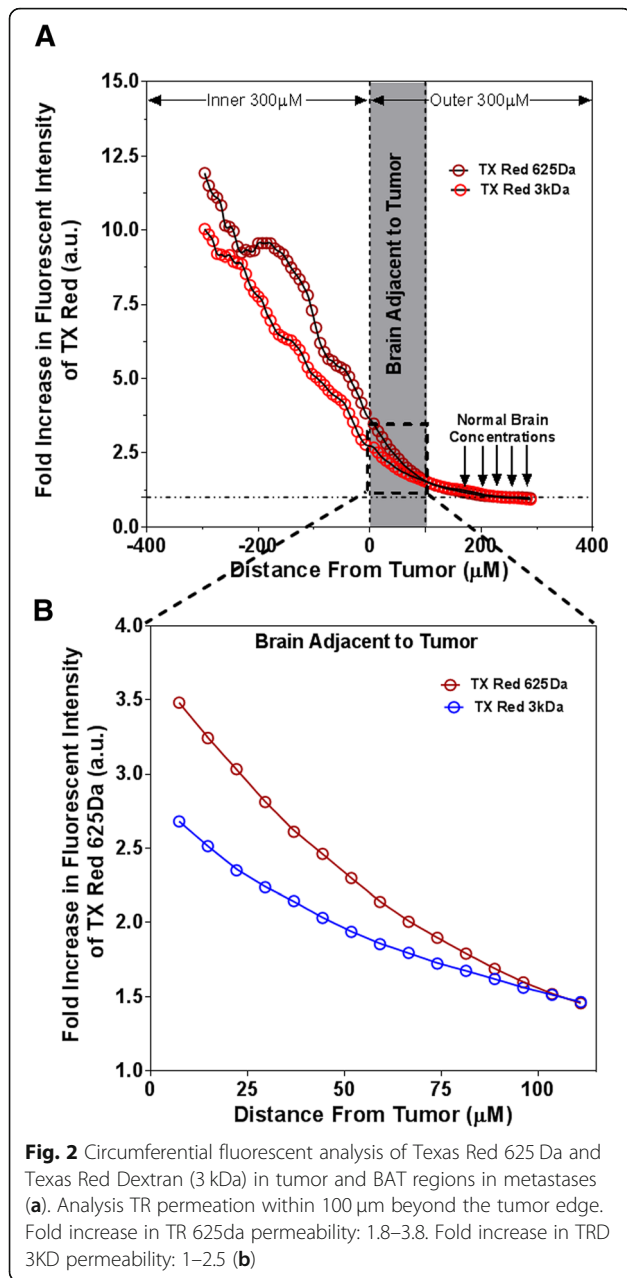 A
Fold Increase in Fluorescent Intensity
of TX Red (a.u.)
15.0
12.5
10.0
7.5
5.0
2.5
0.0
Inner 300μM
Outer 300μM
TX Red 625Da
TX Red 3kDa
Brain Adjacent to Tumor
Normal Brain
Concentrations
-400
-200
0
200
400
Distance From Tumor (μM)
B
Brain Adjacent to Tumor
Fold Increase in Fluorescent Intensity
of TX Red 625Da (a.u.)
4.0
3.5
3.0
2.5
2.0
1.5
1.0
TX Red 625Da
TX Red 3kDa
0
25
50
75
100
Distance From Tumor (μM)
Fig. 2 Circumferential fluorescent analysis of Texas Red 625 Da and
Texas Red Dextran (3 kDa) in tumor and BAT regions in metastases
(a). Analysis TR permeation within 100 μm beyond the tumor edge.
Fold increase in TR 625da permeability: 1.8–3.8. Fold increase in TRD
3KD permeability: 1–2.5 (b)